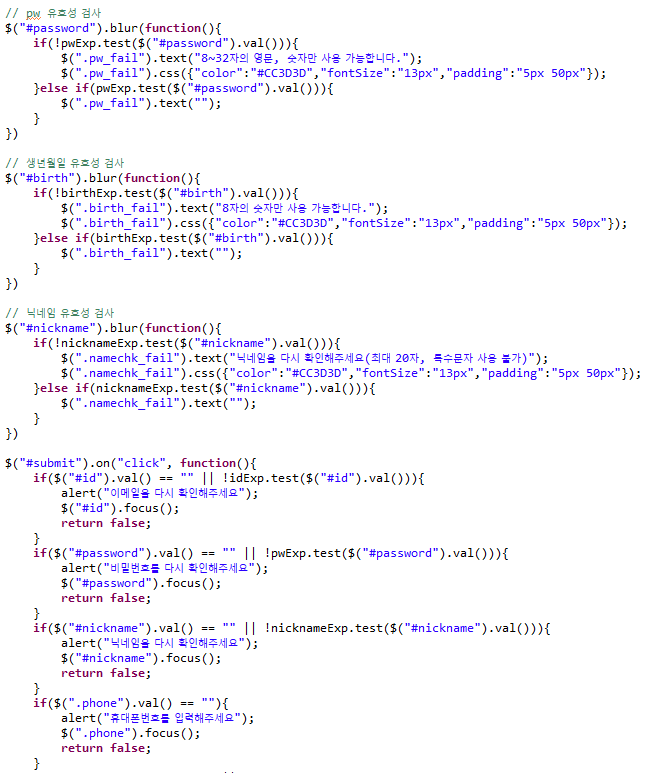 // pw 유효성 검사
$("#password").blur(function(){
    if(!pwExp.test($("#password").val())){
        $(".pw_fail").text("8~32자의 영문, 숫자만 사용 가능합니다.");
        $(".pw_fail").css({"color":"#CC3D3D","fontSize":"13px","padding":"5px 50px"});
    }else if(pwExp.test($("#password").val())){
        $(".pw_fail").text("");
    }
})

// 생년월일 유효성 검사
$("#birth").blur(function(){
    if(!birthExp.test($("#birth").val())){
        $(".birth_fail").text("8자의 숫자만 사용 가능합니다.");
        $(".birth_fail").css({"color":"#CC3D3D","fontSize":"13px","padding":"5px 50px"});
    }else if(birthExp.test($("#birth").val())){
        $(".birth_fail").text("");
    }
})

// 닉네임 유효성 검사
$("#nickname").blur(function(){
    if(!nicknameExp.test($("#nickname").val())){
        $(".namechk_fail").text("닉네임을 다시 확인해주세요(최대 20자, 특수문자 사용 불가)");
        $(".namechk_fail").css({"color":"#CC3D3D","fontSize":"13px","padding":"5px 50px"});
    }else if(nicknameExp.test($("#nickname").val())){
        $(".namechk_fail").text("");
    }
})

$("#submit").on("click", function(){
    if($("#id").val() == "" || !idExp.test($("#id").val())){
        alert("이메일을 다시 확인해주세요");
        $("#id").focus();
        return false;
    }
    if($("#password").val() == "" || !pwExp.test($("#password").val())){
        alert("비밀번호를 다시 확인해주세요");
        $("#password").focus();
        return false;
    }
    if($("#nickname").val() == "" || !nicknameExp.test($("#nickname").val())){
        alert("닉네임을 다시 확인해주세요");
        $("#nickname").focus();
        return false;
    }
    if($(".phone").val() == ""){
        alert("휴대폰번호를 입력해주세요");
        $(".phone").focus();
        return false;
    }